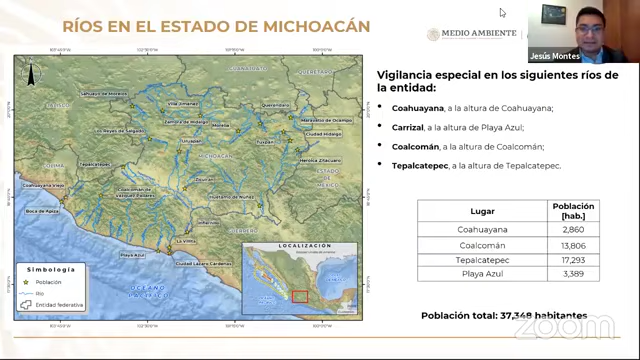 RÍOS EN EL ESTADO DE MICHOACÁN
MEDIO AMBIENTE
Jesús Montes
Vigilancia especial en los siguientes ríos de
la entidad:
• Coahuayana, a la altura de Coahuayana;
• Carrizal, a la altura de Playa Azul;
• Coalcomán, a la altura de Coalcomán;
• Tepalcatepec, a la altura de Tepalcatepec.
Lugar Población [hab.]
Coahuayana 2,860
Coalcomán 13,806
Tepalcatepec 17,293
Playa Azul 3,389
Población total: 37,348 habitantes
zoom
GUANAJUATO
QUERÉTARO
JALISCO
Sahuayo de Morelos
Villa Jiménez
Queréndaro
Zamora de Hidalgo
Morelia
Maravatío de Ocampo
Los Reyes de Salgado
Ciudad Hidalgo
Uruapan
Tuxpan
MICHOACÁN
Heroica Zitácuaro
COLIMA
Tepalcatepec
ESTADO
DE
MÉXICO
Coahuayana Viejo
Coalcomán de
Vázquez Pallares
Huetamo de Núñez
Boca de Apiza
Infiernillo
GUERRERO
La Villita
Playa Azul
Ciudad Lázaro Cárdenas
OCÉANO
PACÍFICO
Simbología
Población
Río
Entidad federativa
LOCALIZACIÓN